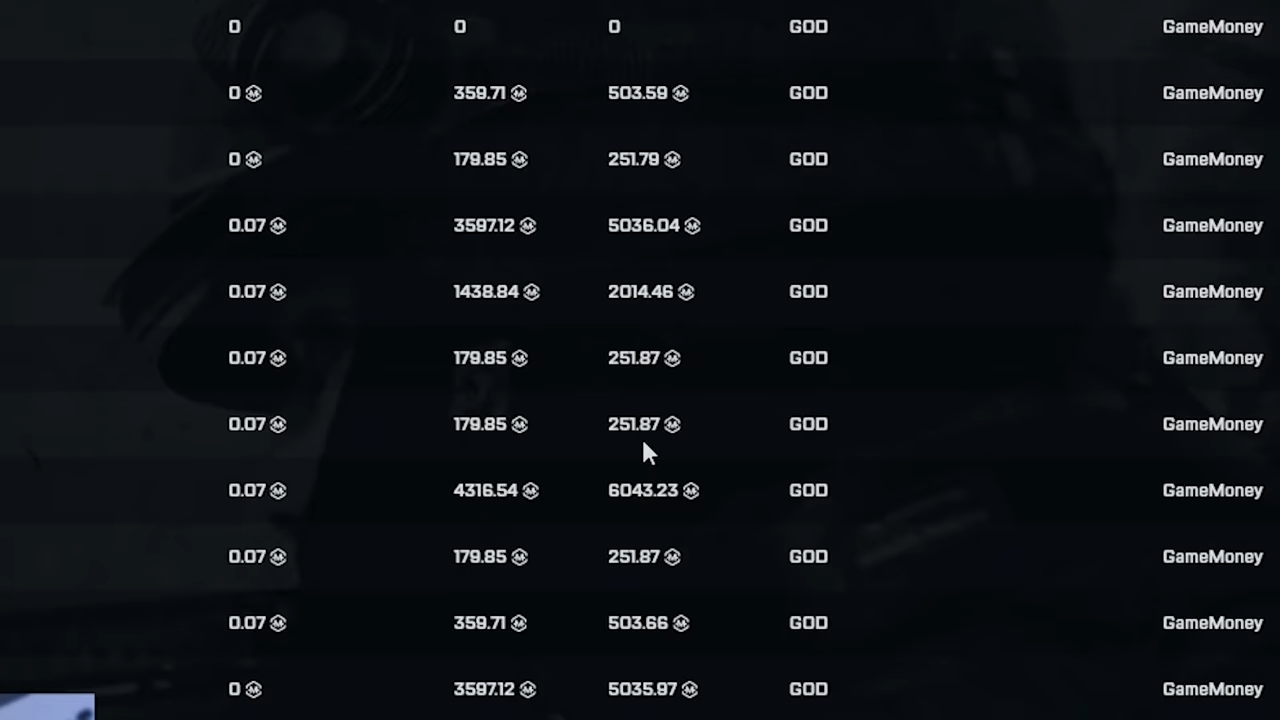 0 0 0 GOD GameMoney
0 359.71 503.59 GOD GameMoney
0 179.85 251.79 GOD GameMoney
0.07 3597.12 5036.04 GOD GameMoney
0.07 1438.84 2014.46 GOD GameMoney
0.07 179.85 251.87 GOD GameMoney
0.07 179.85 251.87 GOD GameMoney
0.07 4316.54 6043.23 GOD GameMoney
0.07 179.85 251.87 GOD GameMoney
0.07 359.71 503.66 GOD GameMoney
0 3597.12 5035.97 GOD GameMoney